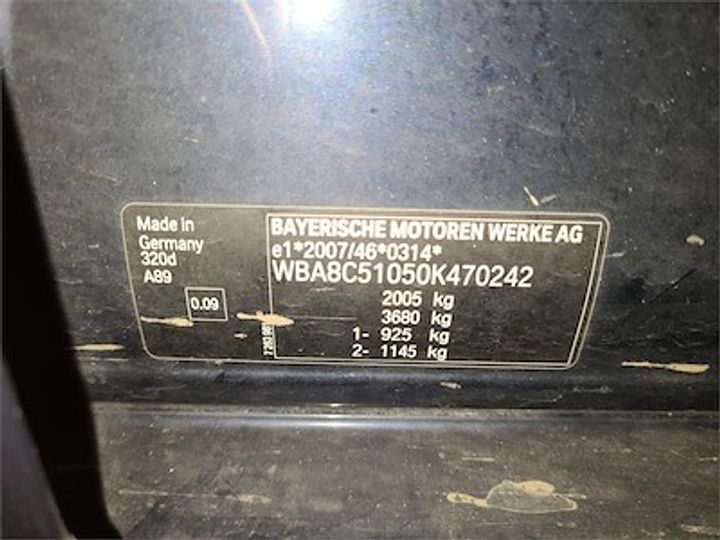 Made in
Germany
320d
A89
0.09
BAYERISCHE MOTOREN WERKE AG
e1*2007/46*0314*
WBA8C51050K470242
2005 kg
3680 kg
1- 925 kg
2- 1145 kg